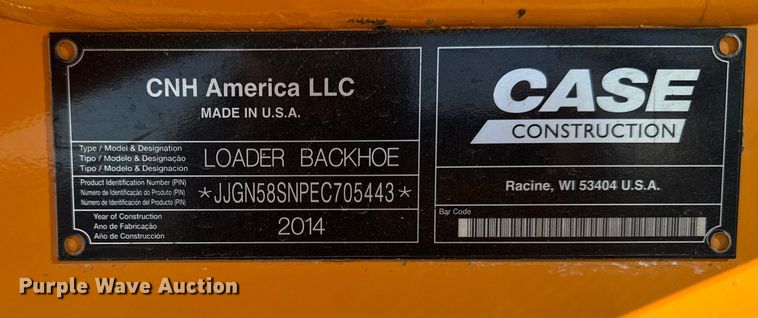 CNH America LLC
MADE IN U.S.A.
Type / Model & Designation
Tipo / Modelo & Designação
Tipo / Modelo & Designación
LOADER BACKHOE
Product Identification Number (PIN)
Número de Identificação do Produto (PIN)
Número de Identificación del Producto (PIN)
*JJGN58SNPEC705443*
Year of Construction
Ano de Fabricação
Año de Construcción
2014
CASE
CONSTRUCTION
Racine, WI 53404 U.S.A.
Bar Code
Purple Wave Auction